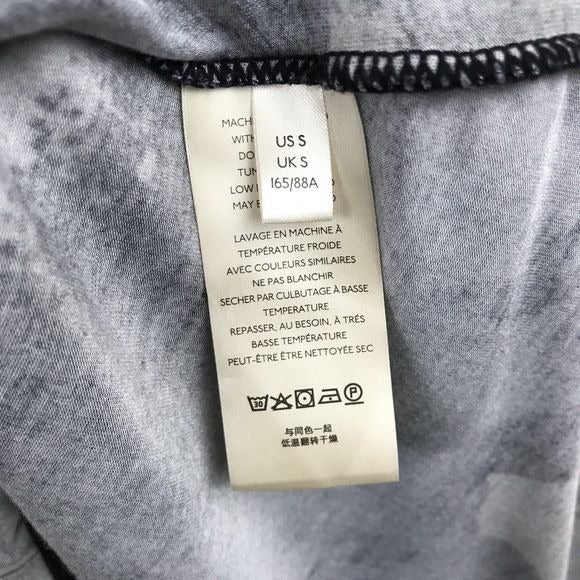 US S
UK S
165/88A
MACH
WITH
DO
TUM
LOW
MAY
LAVAGE EN MACHINE À
TEMPÉRATURE FROIDE
AVEC COULEURS SIMILAIRES
NE PAS BLANCHIR
SECHER PAR CULBUTAGE À BASSE
TEMPERATURE
REPASSER, AU BESOIN, À TRÉS
BASSE TEMPÉRATURE
PEUT-ÊTRE ÊTRE NETTOYÉE SEC
30 P
与同色一起
低温翻转干燥